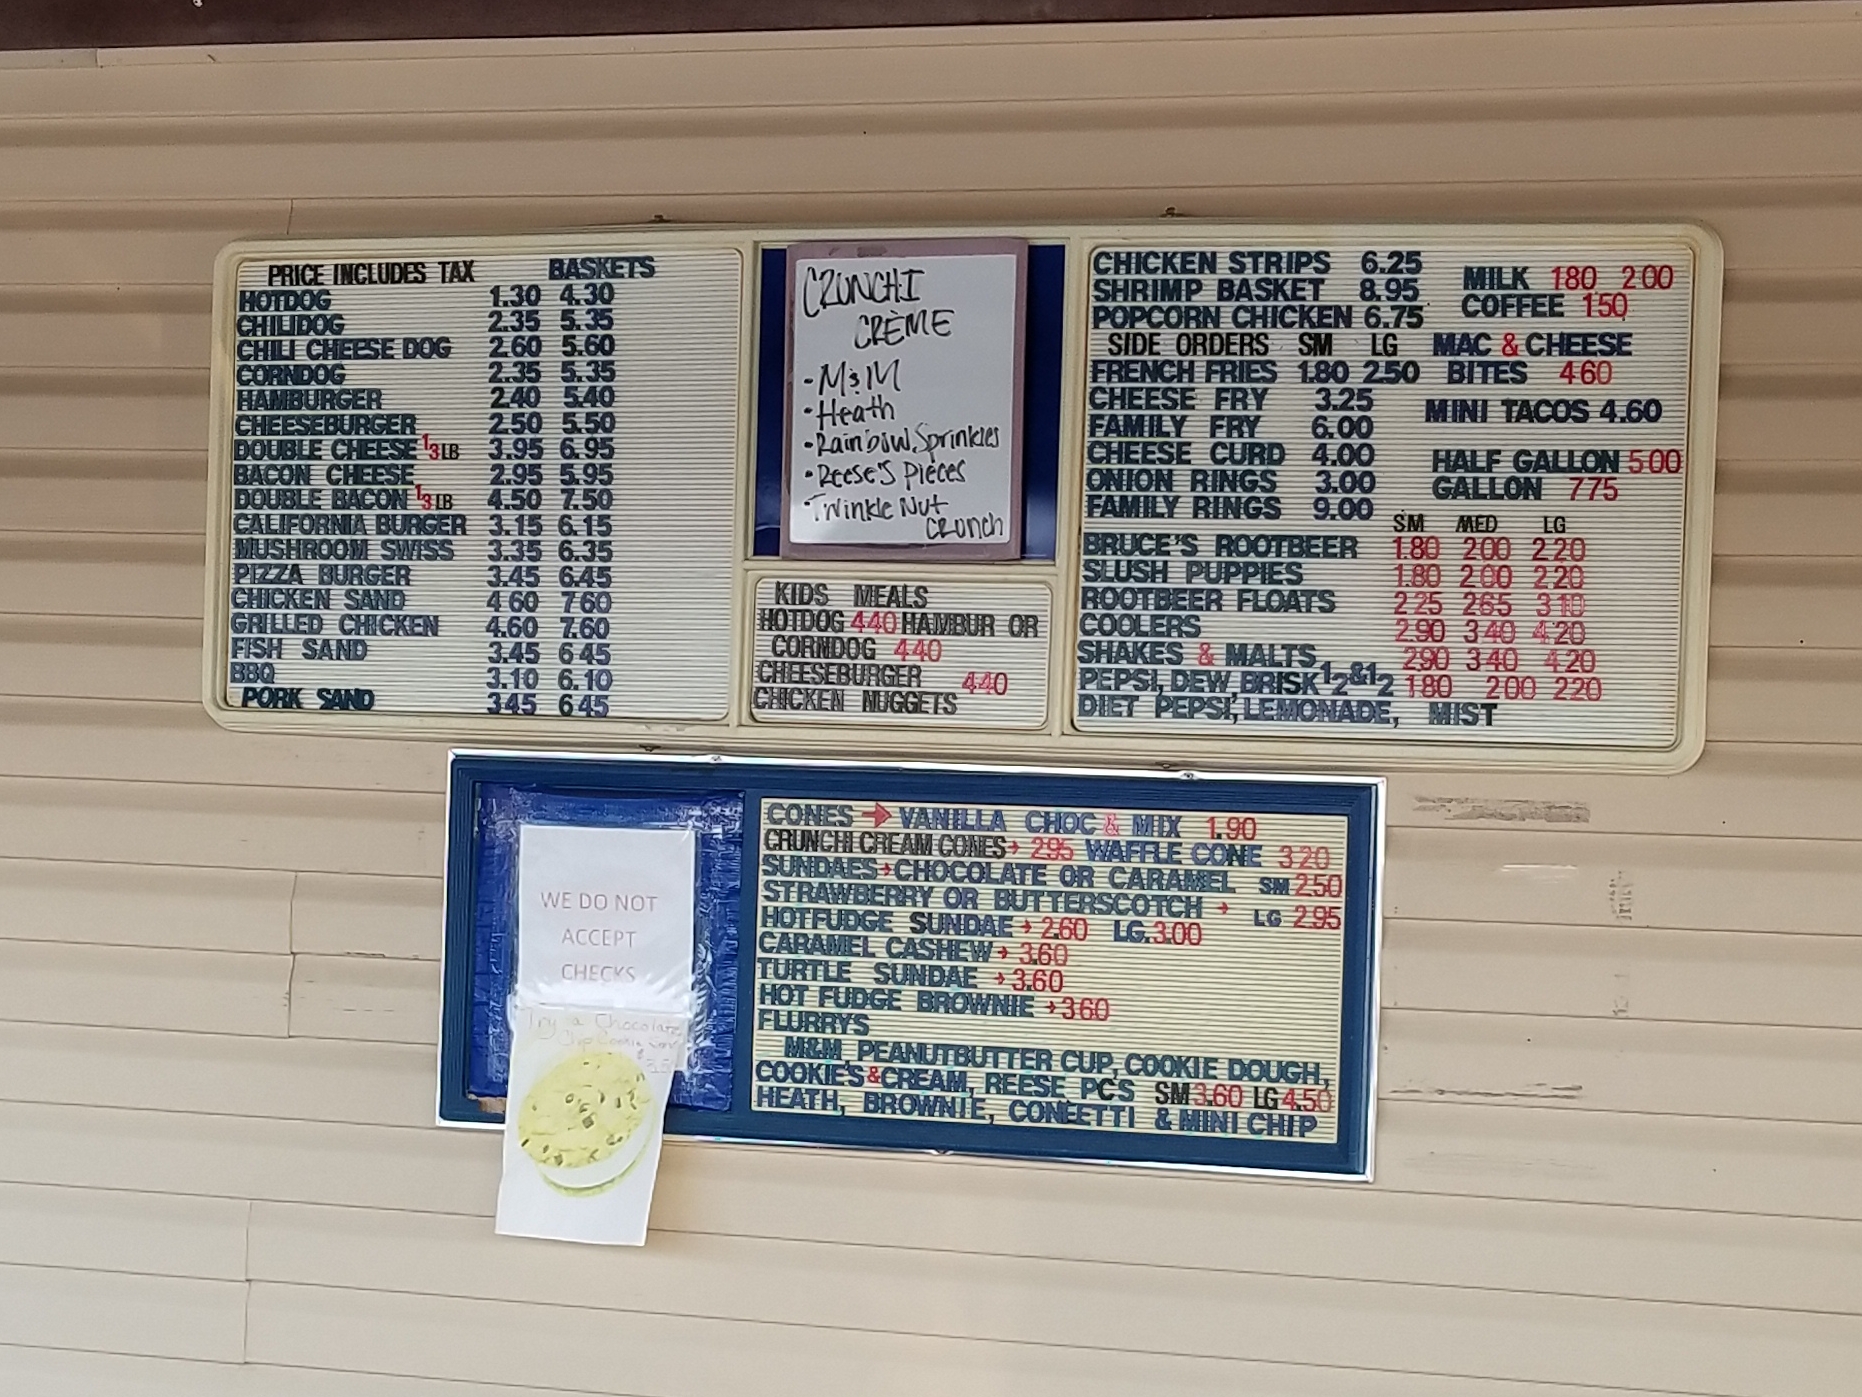 PRICE INCLUDES TAX BASKETS
HOTDOG 1.30 4.30
CHILIDOG 2.35 5.35
CHILI CHEESE DOG 2.60 5.60
CORNDOG 2.35 5.35
HAMBURGER 2.40 5.40
CHEESEBURGER 2.50 5.50
DOUBLE CHEESE 1/3 LB 3.95 6.95
BACON CHEESE 2.95 5.95
DOUBLE BACON 1/3 LB 4.50 7.50
CALIFORNIA BURGER 3.15 6.15
MUSHROOM SWISS 3.35 6.35
PIZZA BURGER 3.45 6.45
CHICKEN SAND 4 60 7.60
GRILLED CHICKEN 4.60 7.60
FISH SAND 3.45 6 45
BBQ 3.10 6.10
PORK SAND 345 6 45
CRUNCHI
CRÈME
- M&M
• Heath
• Rainbow Sprinkles
• Reese's Pieces
• Twinkle Nut
Crunch
KIDS MEALS
HOTDOG 440 HAMBUR OR
CORNDOG 440
CHEESEBURGER 440
CHICKEN NUGGETS
CHICKEN STRIPS 6.25
SHRIMP BASKET 8.95
POPCORN CHICKEN 6.75
SIDE ORDERS SM LG
FRENCH FRIES 1.80 2.50
CHEESE FRY 3.25
FAMILY FRY 6.00
CHEESE CURD 4.00
ONION RINGS 3.00
FAMILY RINGS 9.00
MILK 180 2 00
COFFEE 150
MAC & CHEESE
BITES 4 60
MINI TACOS 4.60
HALF GALLON 5 00
GALLON 775
SM MED LG
BRUCE'S ROOTBEER 1.80 2 00 2 20
SLUSH PUPPIES 1.80 2 00 2 20
ROOTBEER FLOATS 2 25 2 65 3 10
COOLERS 2.90 3 40 4 20
SHAKES & MALTS 2 90 3 40 4 20
PEPSI, DEW, BRISK 1/2 & 1/2 1 80 2 00 2 20
DIET PEPSI, LEMONADE, MIST
WE DO NOT
ACCEPT
CHECKS
Try a Chocolate
Chip Cookie
CONES → VANILLA CHOC & MIX 1.90
CRUNCHI CREAM CONES → 2.95 WAFFLE CONE 3 20
SUNDAES → CHOCOLATE OR CARAMEL SM 2.50
STRAWBERRY OR BUTTERSCOTCH → LG 2.95
HOTFUDGE SUNDAE → 2.60 LG. 3.00
CARAMEL CASHEW → 3.60
TURTLE SUNDAE → 3.60
HOT FUDGE BROWNIE → 3 60
FLURRYS
M&M, PEANUTBUTTER CUP, COOKIE DOUGH,
COOKIE'S & CREAM, REESE PCS SM 3.60 LG 4.50
HEATH, BROWNIE, CONFETTI & MINI CHIP